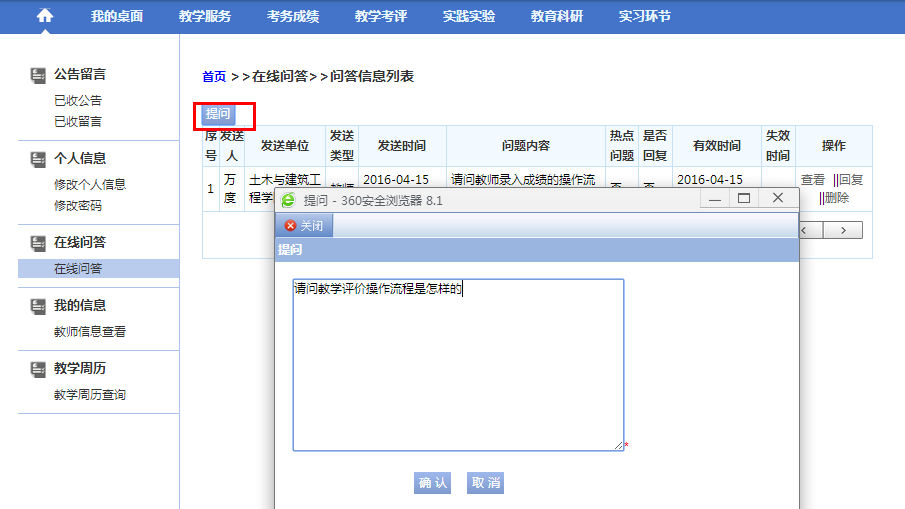 我的桌面 教学服务 考务成绩 教学考评 实践实验 教育科研 实习环节
公告留言
已收公告
已收留言
个人信息
修改个人信息
修改密码
在线问答
在线问答
我的信息
教师信息查看
教学周历
教学周历查询
首页 >>在线问答>>问答信息列表
提问
序号 发送人 发送单位 发送类型 发送时间 问题内容 热点问题 是否回复 有效时间 失效时间 操作
1 万度 土木与建筑工程学 教师 2016-04-15 请问教师录入成绩的操作流 否 否 2016-04-15 查看 ||回复 ||删除
< >
提问 - 360安全浏览器 8.1
关闭
提问
请问教学评价操作流程是怎样的
*
确 认 取 消